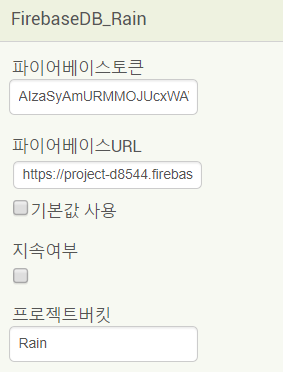 FirebaseDB_Rain
파이어베이스토큰
AIzaSyAmURMMOJUcxWA
파이어베이스URL
https://project-d8544.firebas
기본값 사용
지속여부
프로젝트버킷
Rain